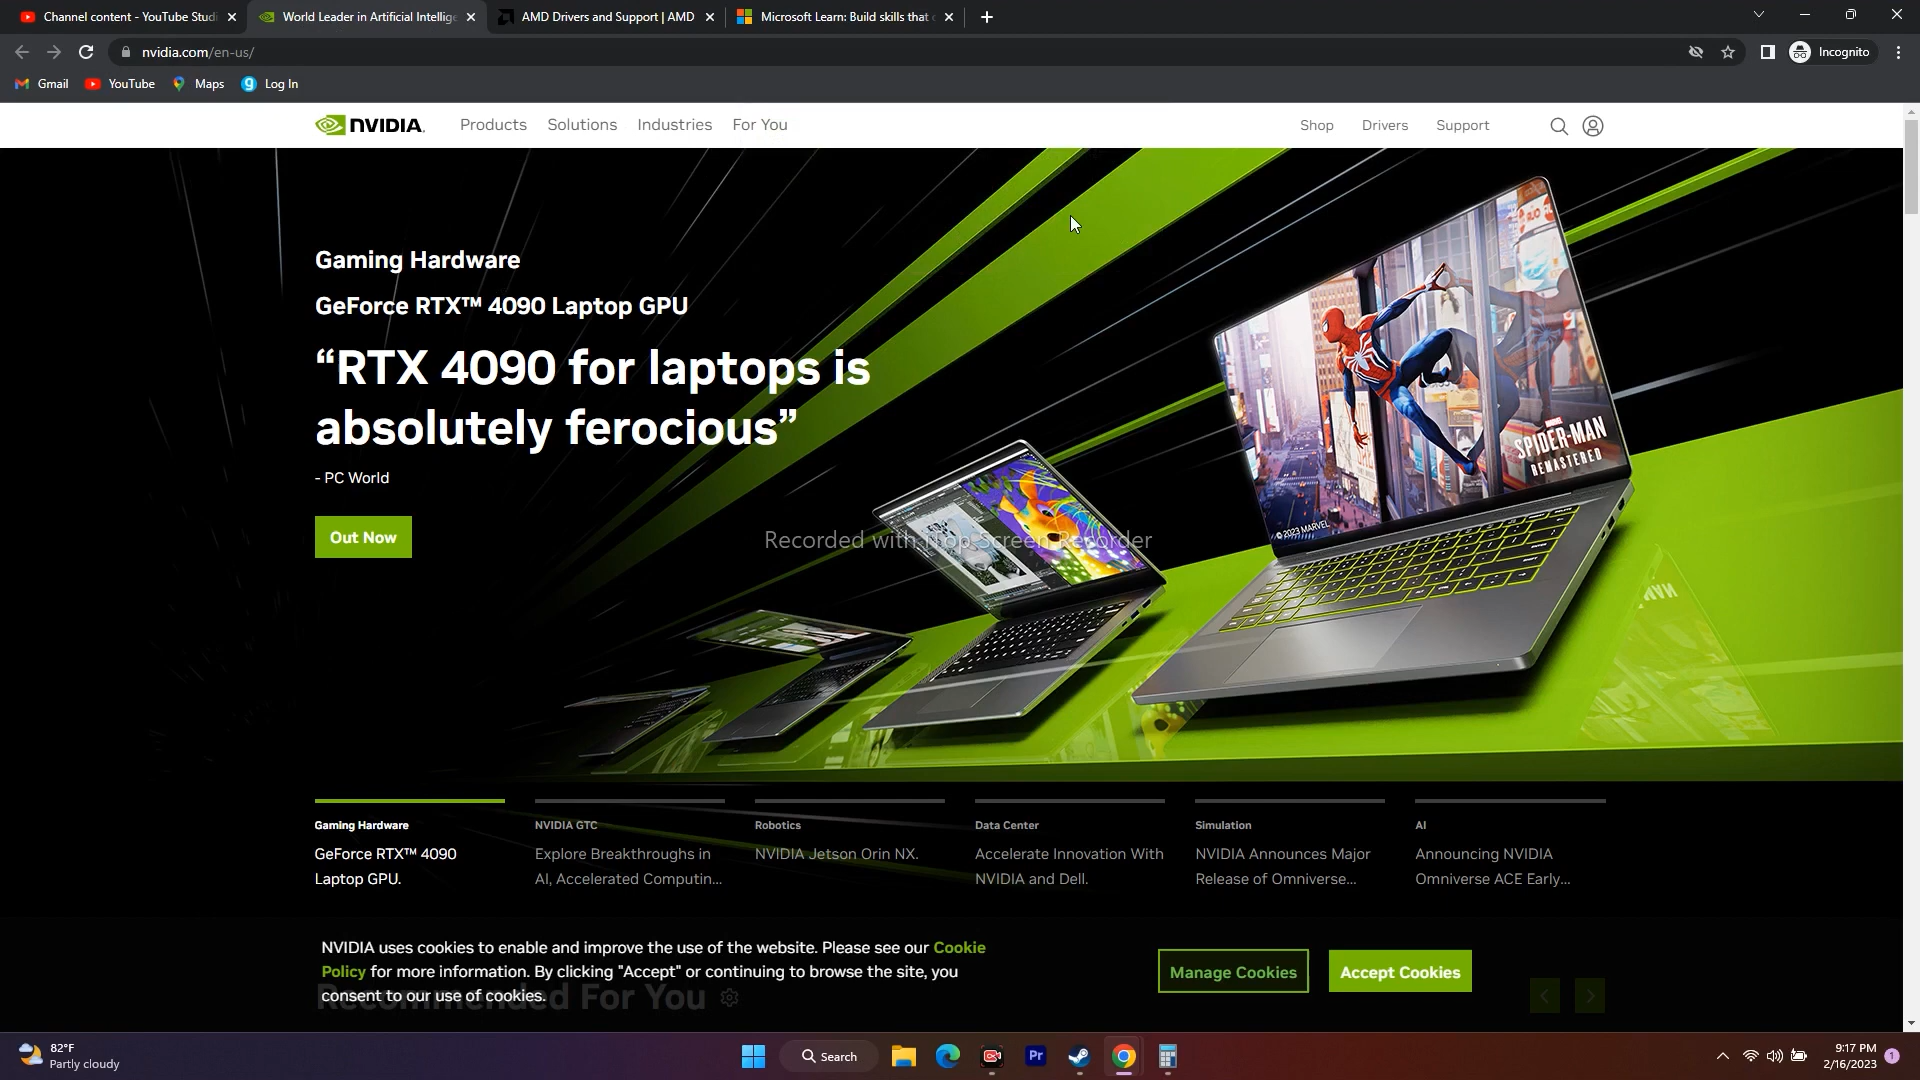 Channel content - YouTube Studi
World Leader in Artificial Intellige
AMD Drivers and Support | AMD
Microsoft Learn: Build skills that
nvidia.com/en-us/
Incognito
Gmail
YouTube
Maps
Log In
NVIDIA.
Products
Solutions
Industries
For You
Shop
Drivers
Support
Gaming Hardware
GeForce RTX™ 4090 Laptop GPU
“RTX 4090 for laptops is
absolutely ferocious”
- PC World
Out Now
SPIDER-MAN
REMASTERED
© 2023 MARVEL
Recorded with iTop Screen Recorder
Gaming Hardware
GeForce RTX™ 4090
Laptop GPU.
NVIDIA GTC
Explore Breakthroughs in
AI, Accelerated Computin...
Robotics
NVIDIA Jetson Orin NX.
Data Center
Accelerate Innovation With
NVIDIA and Dell.
Simulation
NVIDIA Announces Major
Release of Omniverse...
AI
Announcing NVIDIA
Omniverse ACE Early...
NVIDIA uses cookies to enable and improve the use of the website. Please see our Cookie
Policy for more information. By clicking "Accept" or continuing to browse the site, you
consent to our use of cookies.
Manage Cookies
Accept Cookies
Recommended For You
82°F
Partly cloudy
Search
Pr
9:17 PM
2/16/2023
1